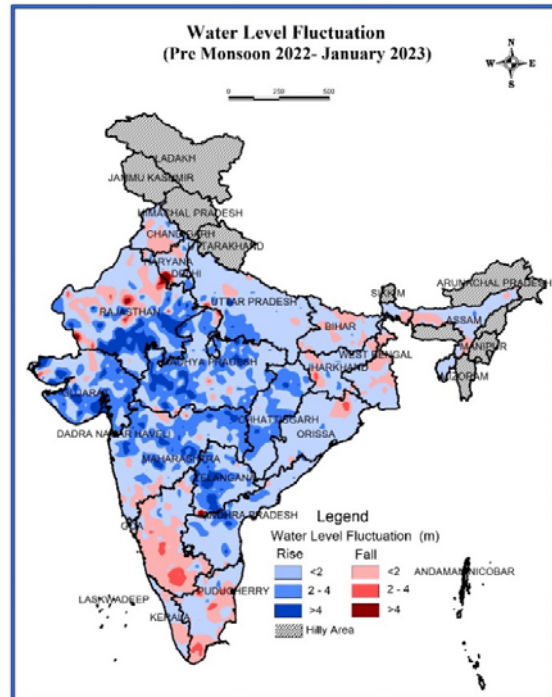 Water Level Fluctuation
(Pre Monsoon 2022- January 2023)
N
W E
S
0 250 500
LADAKH
JAMMU KASHMIR
HIMACHAL PRADESH
CHANDIGARH
UTTARAKHAND
HARYANA
DELHI
ARUNACHAL PRADESH
SIKKIM
RAJASTHAN
UTTAR PRADESH
ASSAM
BIHAR
MANIPUR
WEST BENGAL
MADHYA PRADESH
JHARKHAND
MIZORAM
GUJARAT
CHHATTISGARH
DADRA NAGAR HAVELI
ORISSA
MAHARASHTRA
TELANGANA
ANDHRA PRADESH
GOA
Legend
Water Level Fluctuation (m)
Rise Fall
<2 <2
2 - 4 2 - 4
>4 >4
Hilly Area
ANDAMAN NICOBAR
PUDUCHERRY
LASKWADEEP
KERALA